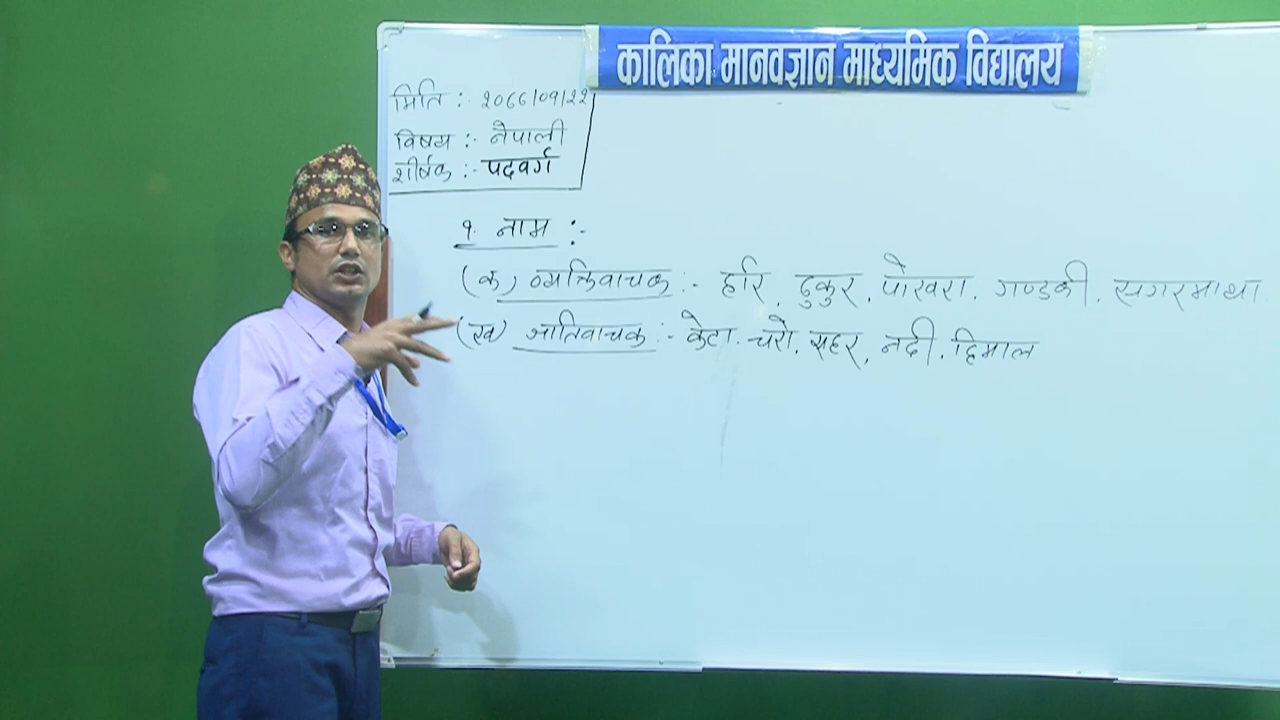 कालिका मानवज्ञान माध्यमिक विद्यालय
मिति :- २०७७/०१/२२
विषय :- नेपाली
शीर्षक :- पदवर्ग
१. नाम :-
(क) व्यक्तिवाचक :- हरि, ढुकुर, पोखरा, गण्डकी, सगरमाथा
(ख) जातिवाचक :- केटा, चरो, सहर, नदी, हिमाल